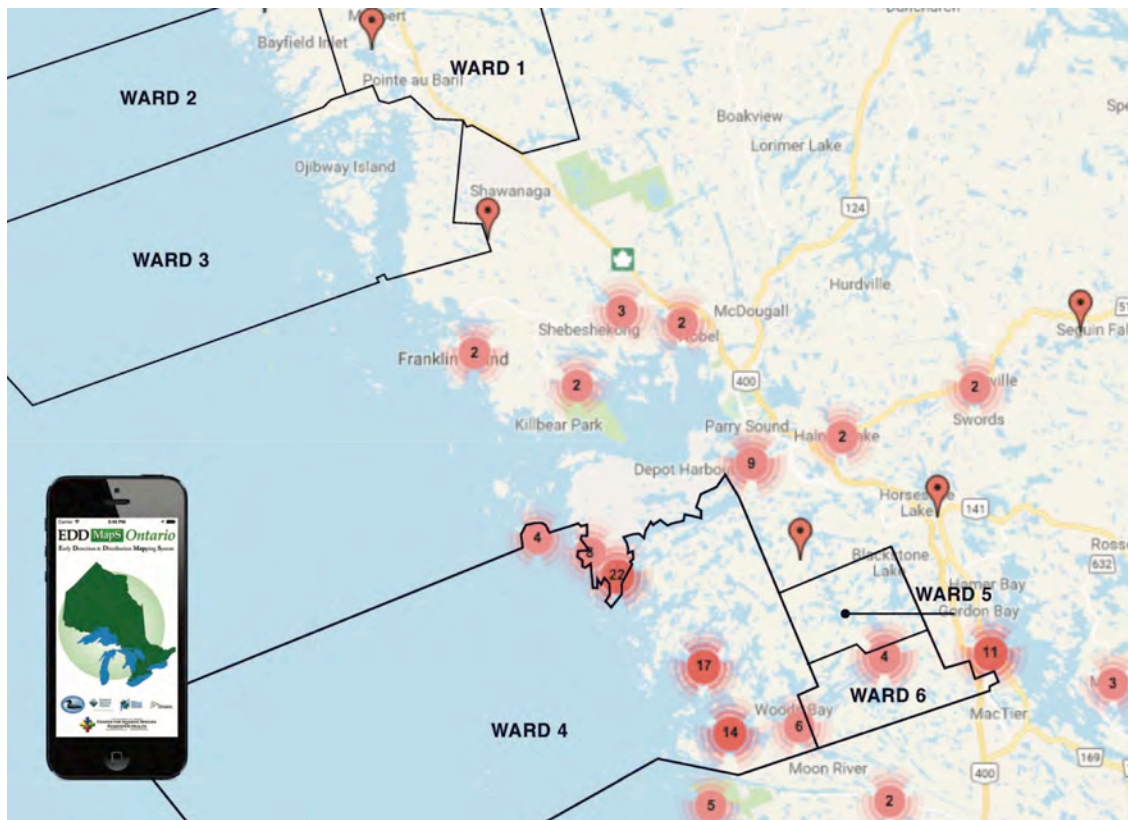 Bayfield Inlet
WARD 1
Pointe au Baril
WARD 2
Boakview
Lorimer Lake
Ojibway Island
Shawanaga
124
WARD 3
Hurdville
3
2
McDougall
Shebeshekong
Seguin
2
Franklin
2
400
2
Killbear Park
Parry Sound
2
Swords
9
Depot Harbour
Lake
141
EDD MapS Ontario
Early Detection & Distribution Mapping System
4
22
Blackstone
Lake
632
Hamer Bay
WARD 5
Gordon Bay
17
4
11
3
WARD 6
14
6
MacTier
WARD 4
Moon River
169
400
5
2